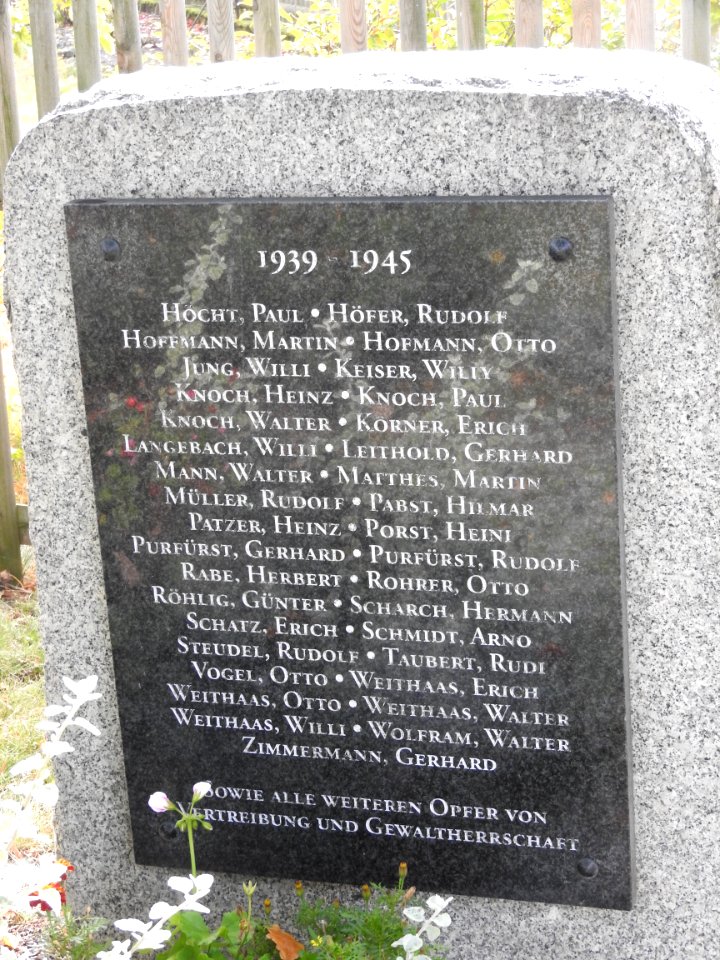 1939 - 1945
Höcht, Paul • Höfer, Rudolf
Hoffmann, Martin • Hofmann, Otto
Jung, Willi • Keiser, Willy
Knoch, Heinz • Knoch, Paul
Knoch, Walter • Körner, Erich
Langebach, Willi • Leithold, Gerhard
Mann, Walter • Matthes, Martin
Müller, Rudolf • Pabst, Hilmar
Patzer, Heinz • Porst, Heini
Purfürst, Gerhard • Purfürst, Rudolf
Rabe, Herbert • Rohrer, Otto
Röhlig, Günter • Scharch, Hermann
Schatz, Erich • Schmidt, Arno
Steudel, Rudolf • Taubert, Rudi
Vogel, Otto • Weithaas, Erich
Weithaas, Otto • Weithaas, Walter
Weithaas, Willi • Wolfram, Walter
Zimmermann, Gerhard
Sowie alle weiteren Opfer von
Vertreibung und Gewaltherrschaft